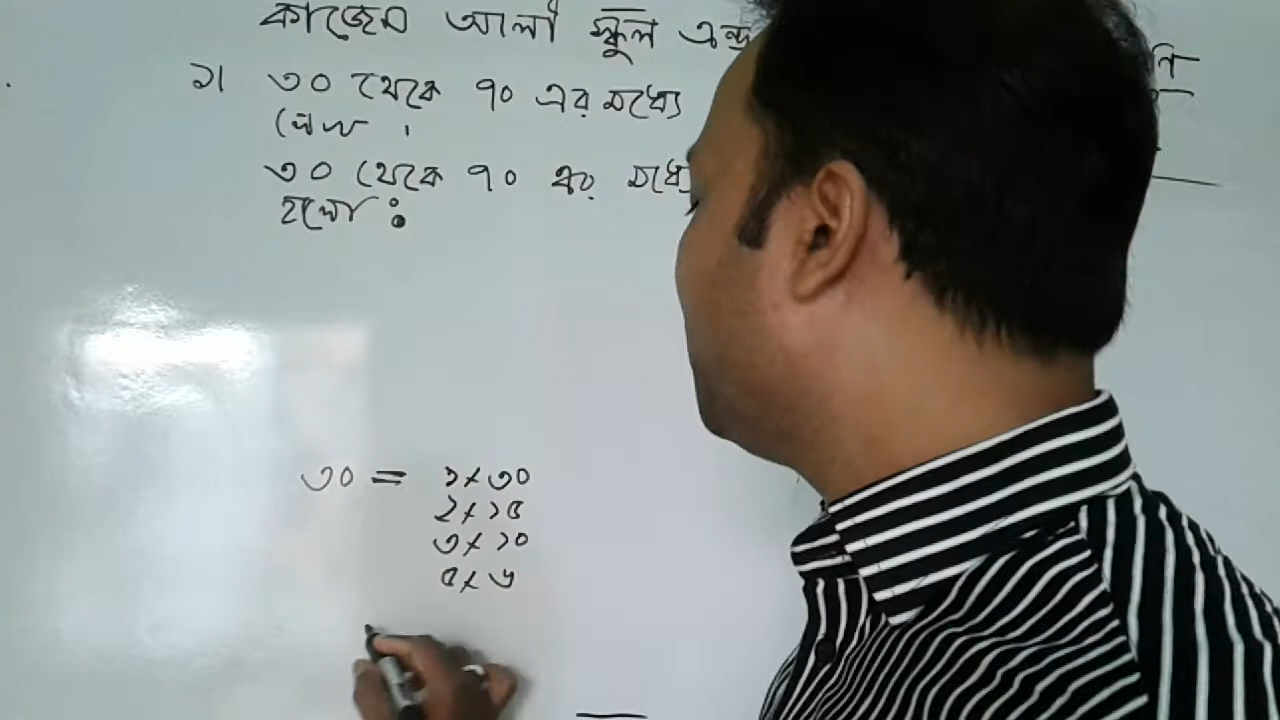 কাজেম আলী স্কুল এন্ড
১। ৩০ থেকে ৭০ এর মধ্যে
লেখ।
৩০ থেকে ৭০ এর মধ্যে
হলো:
৩০ = ১×৩০
২×১৫
৩×১০
৫×৬